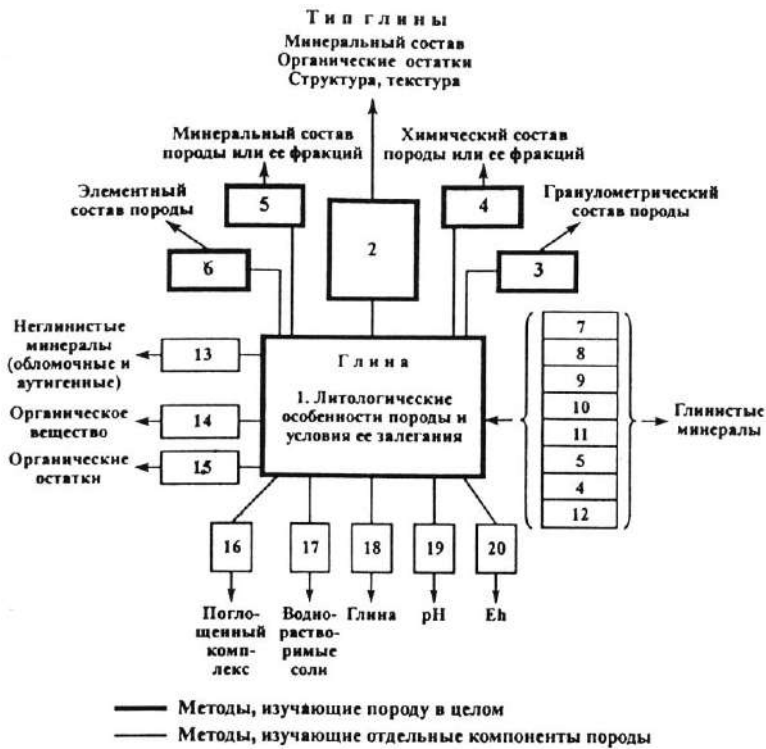 Тип глины
Минеральный состав
Органические остатки
Структура, текстура
Минеральный состав
породы или ее фракций
Химический состав
породы или ее фракций
Элементный
состав породы
Гранулометрический
состав породы
5
4
2
6
3
Неглинистые
минералы
(обломочные и
аутигенные)
13
Органическое
вещество
14
Органические
остатки
15
Глина
1. Литологические
особенности породы и
условия ее залегания
7
8
9
10
11
5
4
12
Глинистые
минералы
16
17
18
19
20
Погло-
щенный
комп-
лекс
Водно-
раство-
римые
соли
Глина
pH
Eh
Методы, изучающие породу в целом
Методы, изучающие отдельные компоненты породы